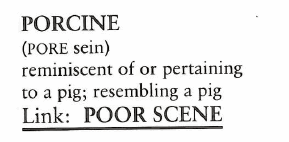 PORCINE
(PORE sein)
reminiscent of or pertaining
to a pig; resembling a pig
Link: POOR SCENE